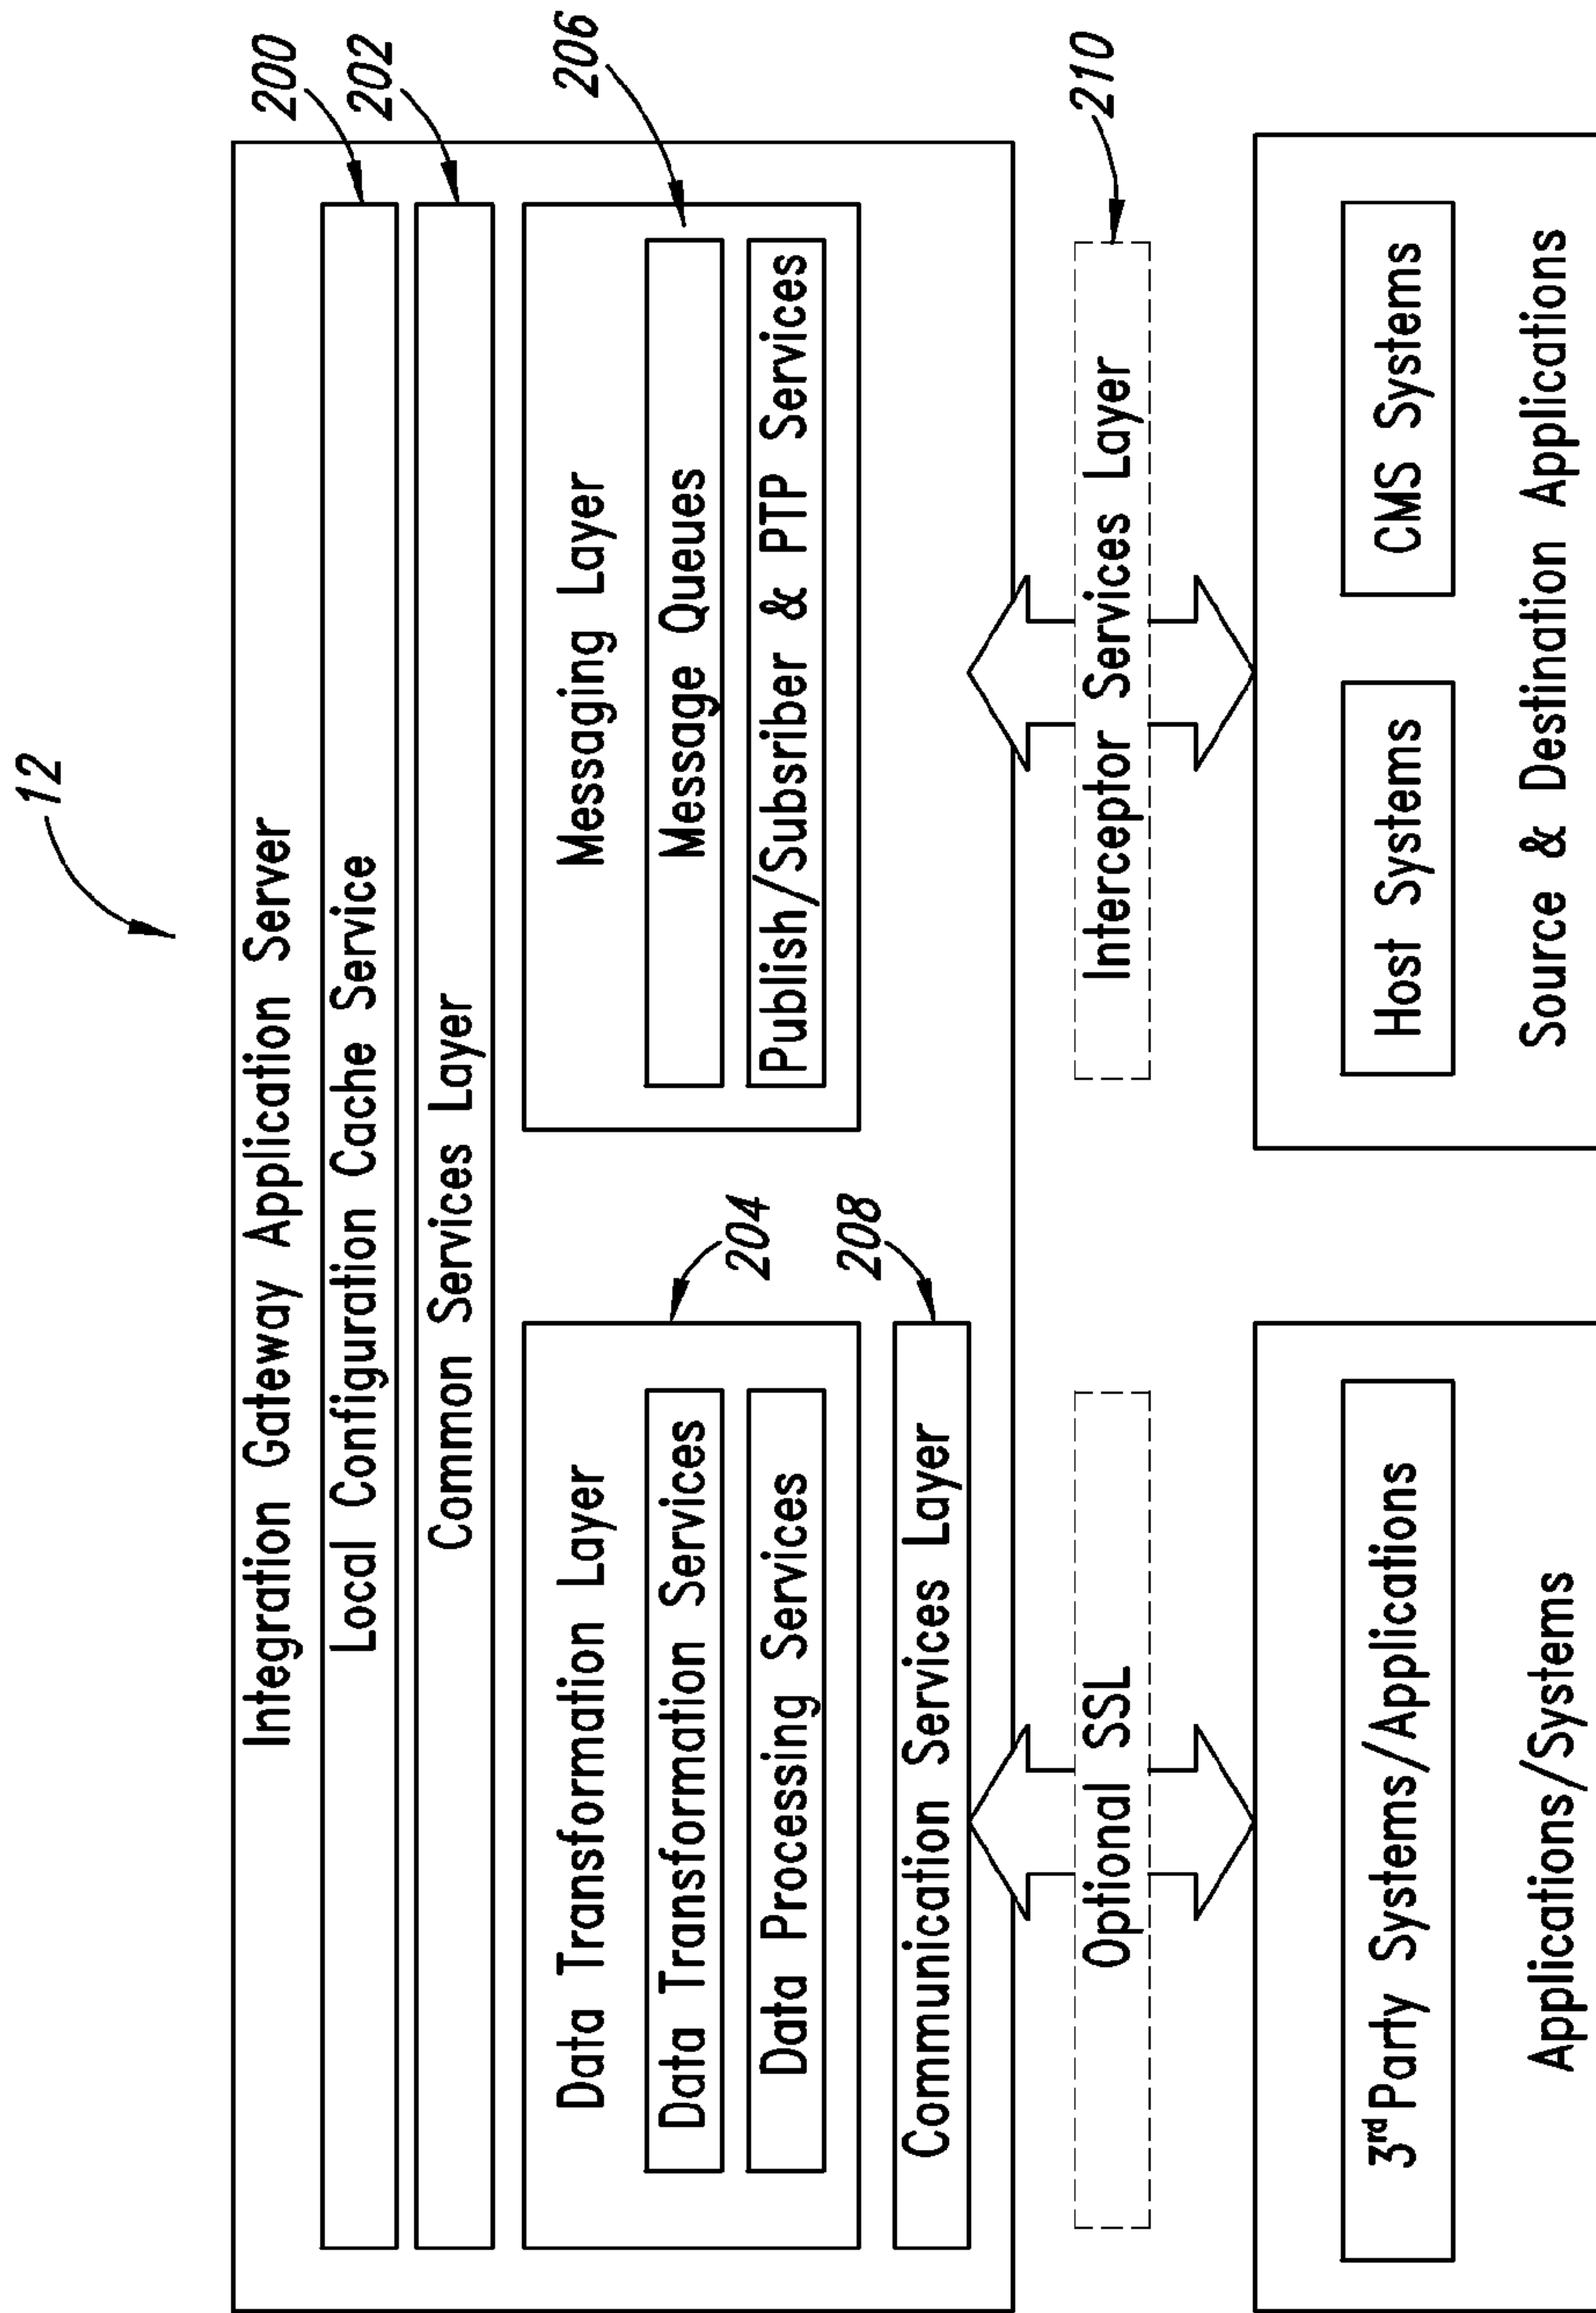 12
Integration Gateway Application Server
200
Local Configuration Cache Service
202
Common Services Layer
Data Transformation Layer
Data Transformation Services
Data Processing Services
204
Communication Services Layer
208
Messaging Layer
Message Queues
206
Publish/Subsriber & PTP Services
Optional SSL
Interceptor Services Layer
210
3rd Party Systems/Applications
Applications/Systems
Host Systems
CMS Systems
Source & Destination Applications